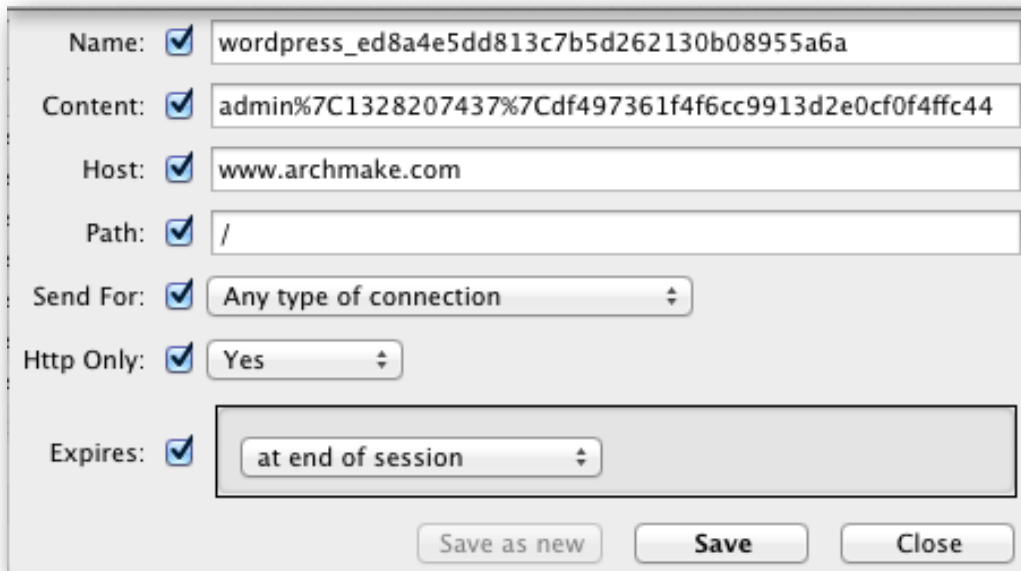 Name: wordpress_ed8a4e5dd813c7b5d262130b08955a6a
Content: admin%7C1328207437%7Cdf497361f4f6cc9913d2e0cf0f4ffc44
Host: www.archmake.com
Path: /
Send For: Any type of connection
Http Only: Yes
Expires: at end of session
Save as new Save Close